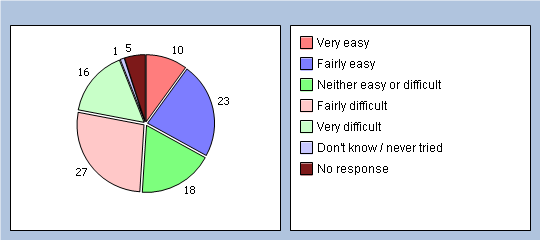 10
23
18
27
16
1
5
Very easy
Fairly easy
Neither easy or difficult
Fairly difficult
Very difficult
Don't know / never tried
No response